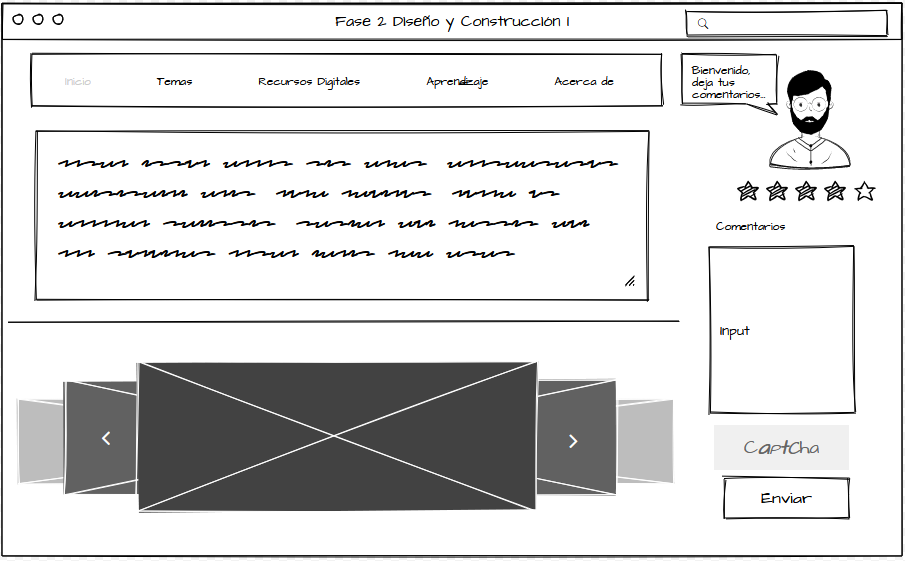 Fase 2 Diseño y Construcción I
Inicio Temas Recursos Digitales Aprendizaje Acerca de
Bienvenido,
deja tus
comentarios...
Comentarios
Input
CaptCha
Enviar